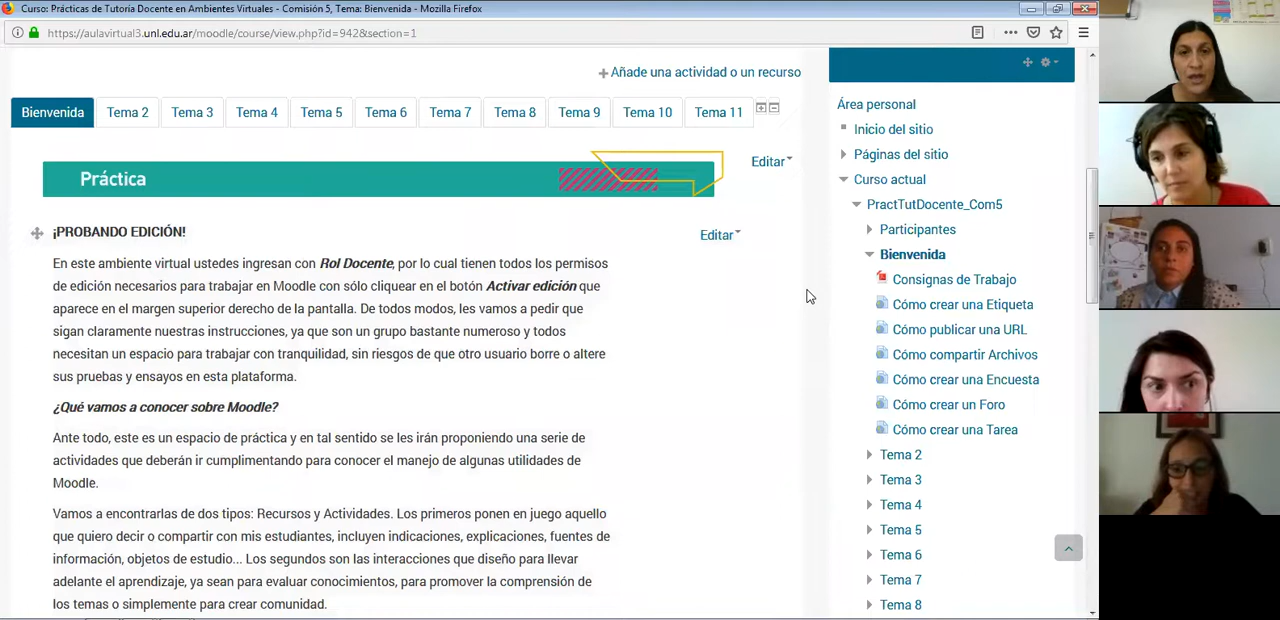 Curso: Prácticas de Tutoría Docente en Ambientes Virtuales - Comisión 5, Tema: Bienvenida - Mozilla Firefox
https://aulavirtual3.unl.edu.ar/moodle/course/view.php?id=942&section=1
Añade una actividad o un recurso
Bienvenida Tema 2 Tema 3 Tema 4 Tema 5 Tema 6 Tema 7 Tema 8 Tema 9 Tema 10 Tema 11
Práctica
Editar
¡PROBANDO EDICIÓN!
Editar
En este ambiente virtual ustedes ingresan con Rol Docente, por lo cual tienen todos los permisos
de edición necesarios para trabajar en Moodle con sólo cliquear en el botón Activar edición que
aparece en el margen superior derecho de la pantalla. De todos modos, les vamos a pedir que
sigan claramente nuestras instrucciones, ya que son un grupo bastante numeroso y todos
necesitan un espacio para trabajar con tranquilidad, sin riesgos de que otro usuario borre o altere
sus pruebas y ensayos en esta plataforma.
¿Qué vamos a conocer sobre Moodle?
Ante todo, este es un espacio de práctica y en tal sentido se les irán proponiendo una serie de
actividades que deberán ir cumplimentando para conocer el manejo de algunas utilidades de
Moodle.
Vamos a encontrarlas de dos tipos: Recursos y Actividades. Los primeros ponen en juego aquello
que quiero decir o compartir con mis estudiantes, incluyen indicaciones, explicaciones, fuentes de
información, objetos de estudio... Los segundos son las interacciones que diseño para llevar
adelante el aprendizaje, ya sean para evaluar conocimientos, para promover la comprensión de
los temas o simplemente para crear comunidad.
Área personal
Inicio del sitio
Páginas del sitio
Curso actual
PractTutDocente_Com5
Participantes
Bienvenida
Consignas de Trabajo
Cómo crear una Etiqueta
Cómo publicar una URL
Cómo compartir Archivos
Cómo crear una Encuesta
Cómo crear un Foro
Cómo crear una Tarea
Tema 2
Tema 3
Tema 4
Tema 5
Tema 6
Tema 7
Tema 8